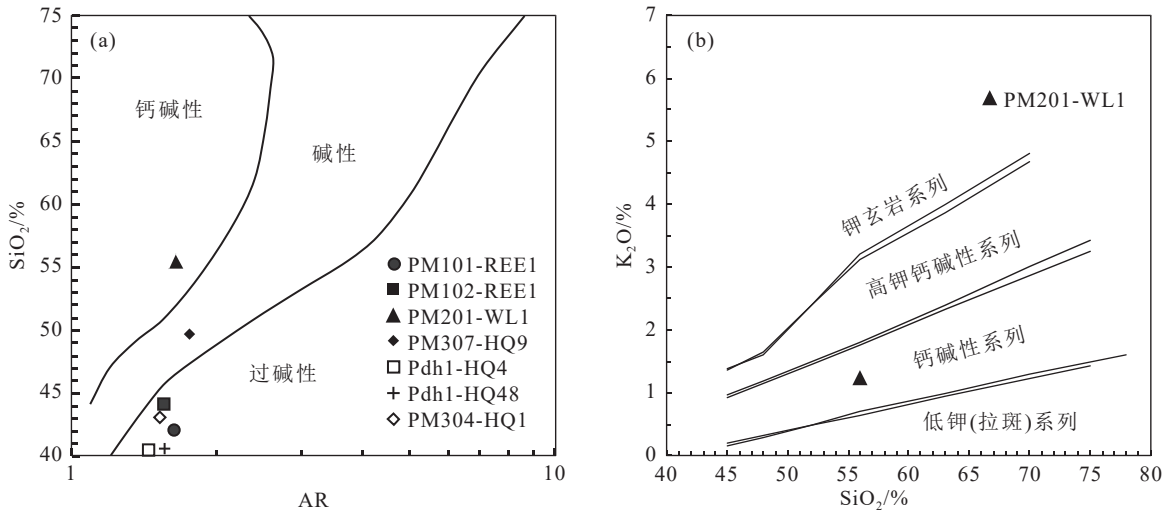 (a)
75
70
65
60
55
50
45
40
SiO₂/%
1
10
AR
钙碱性
碱性
过碱性
PM101-REE1
PM102-REE1
PM201-WL1
PM307-HQ9
Pdh1-HQ4
Pdh1-HQ48
PM304-HQ1
(b)
7
6
5
4
3
2
1
0
K₂O/%
40 45 50 55 60 65 70 75 80
SiO₂/%
PM201-WL1
钾玄岩系列
高钾钙碱性系列
钙碱性系列
低钾(拉斑)系列